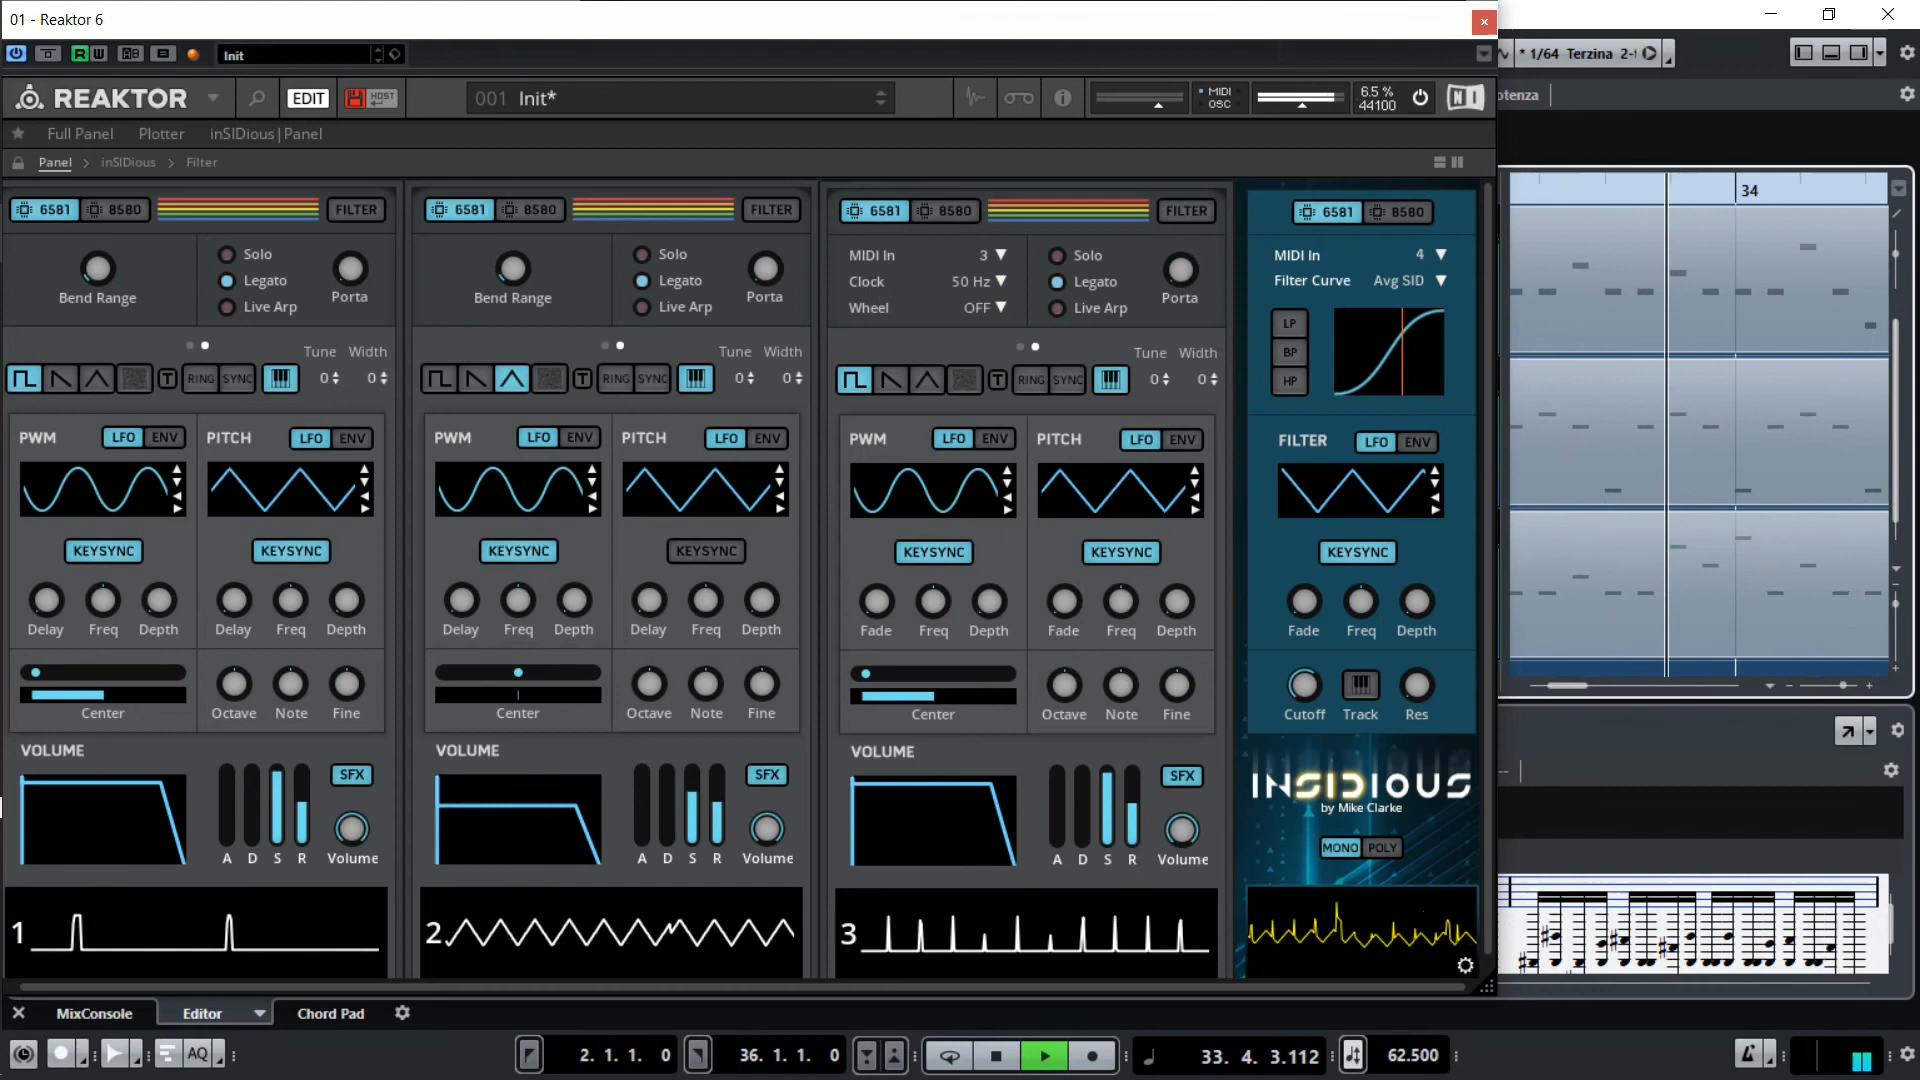 01 - Reaktor 6
R W AB Init
* 1/64 Terzina 2-
REAKTOR EDIT HOST 001 Init* i MIDI OSC 6.5 % 44100 NI
otenza
Full Panel Plotter inSIDious|Panel
Panel > inSIDious > Filter
34
6581 8580 FILTER 6581 8580 FILTER 6581 8580 FILTER 6581 8580
Solo Solo MIDI In 3 Solo MIDI In 4
Legato Legato Clock 50 Hz Legato Filter Curve Avg SID
Bend Range Live Arp Porta Bend Range Live Arp Porta Wheel OFF Live Arp Porta
LP
BP
HP
Tune Width Tune Width Tune Width
T RING SYNC 0 0 T RING SYNC 0 0 T RING SYNC 0 0
PWM LFO ENV PITCH LFO ENV PWM LFO ENV PITCH LFO ENV PWM LFO ENV PITCH LFO ENV FILTER LFO ENV
KEYSYNC KEYSYNC KEYSYNC KEYSYNC KEYSYNC KEYSYNC KEYSYNC
Delay Freq Depth Delay Freq Depth Delay Freq Depth Delay Freq Depth Fade Freq Depth Fade Freq Depth Fade Freq Depth
Center Octave Note Fine Center Octave Note Fine Center Octave Note Fine Cutoff Track Res
VOLUME VOLUME VOLUME
SFX SFX SFX
A D S R Volume A D S R Volume A D S R Volume
INSIDIOUS
by Mike Clarke
MONO POLY
1 2 3
MixConsole Editor Chord Pad
AQ 2. 1. 1. 0 36. 1. 1. 0 33. 4. 3.112 62.500